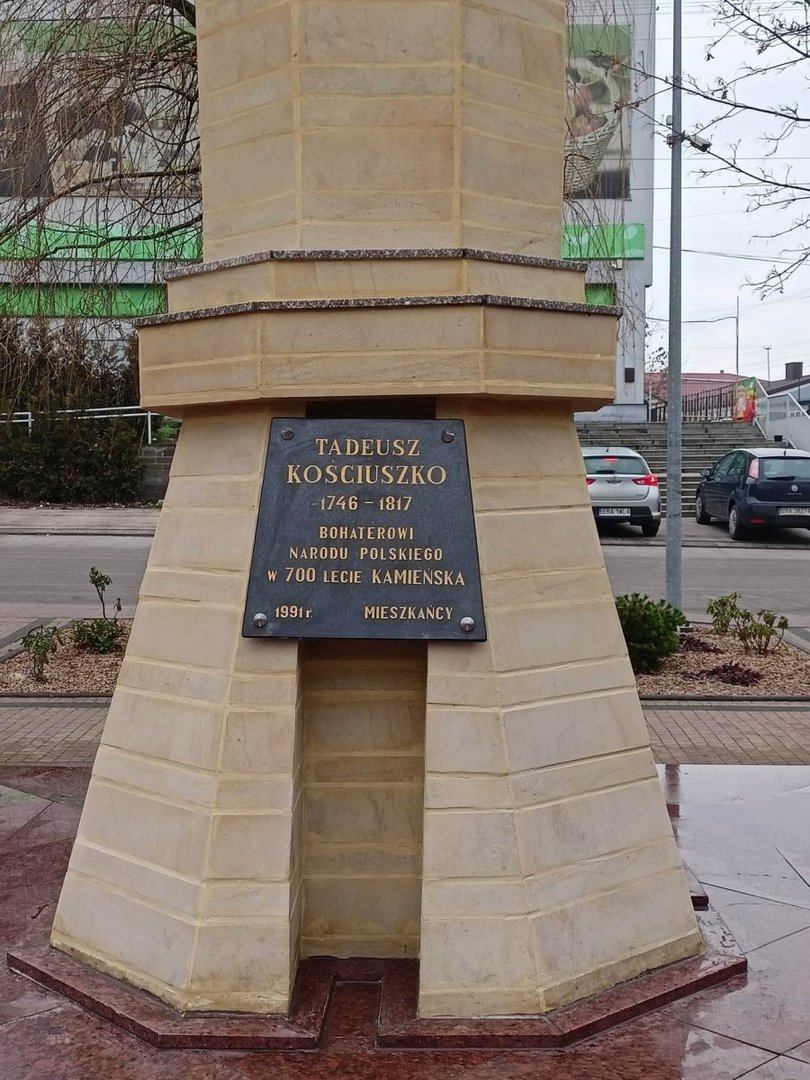 TADEUSZ
KOŚCIUSZKO
1746 - 1817
BOHATEROWI
NARODU POLSKIEGO
W 700 LECIE KAMIEŃSKA
1991 r. MIESZKAŃCY